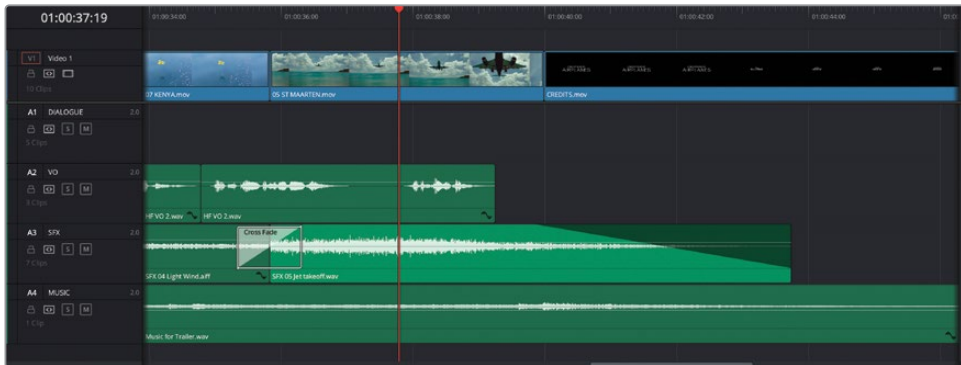 01:00:37:19
01:00:34:00
01:00:36:00
01:00:38:00
01:00:40:00
01:00:42:00
01:00:44:00
V1 Video 1
10 Clips
07 KENYA.mov
05 ST MAARTEN.mov
CREDITS.mov
A1 DIALOGUE 2.0
S M
5 Clips
A2 VO 2.0
S M
3 Clips
HF VO 2.wav
HF VO 2.wav
A3 SFX 2.0
S M
7 Clips
Cross Fade
SFX 04 Light Wind.aiff
SFX 05 Jet takeoff.wav
A4 MUSIC 2.0
S M
1 Clip
Music for Trailer.wav